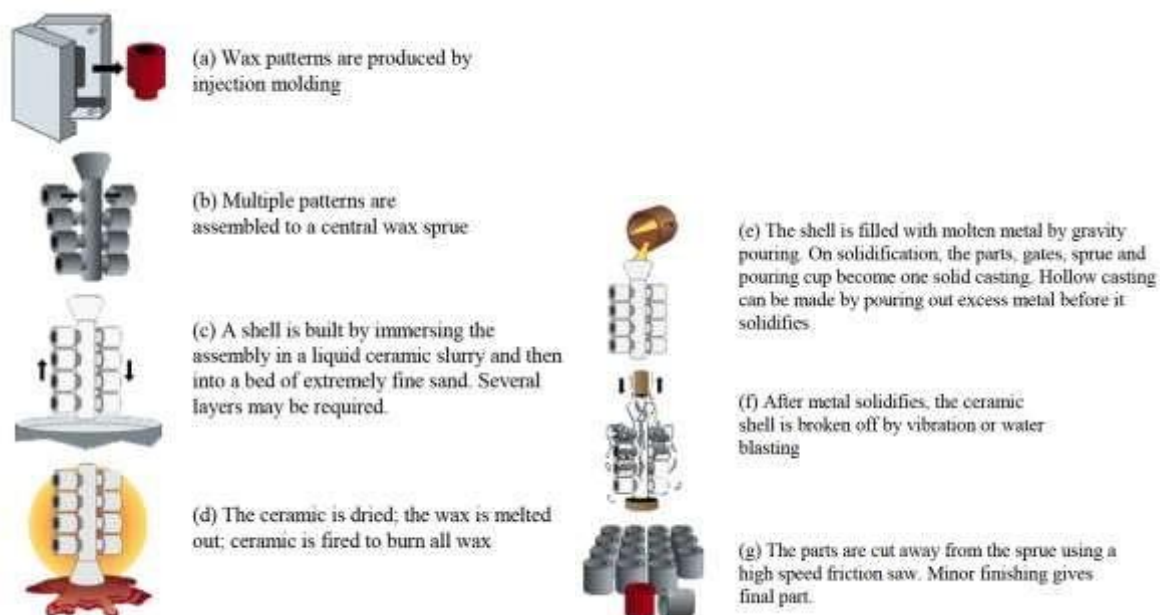 (a) Wax patterns are produced by
injection molding
(b) Multiple patterns are
assembled to a central wax sprue
(c) A shell is built by immersing the
assembly in a liquid ceramic slurry and then
into a bed of extremely fine sand. Several
layers may be required.
(d) The ceramic is dried; the wax is melted
out; ceramic is fired to burn all wax
(e) The shell is filled with molten metal by gravity
pouring. On solidification, the parts, gates, sprue and
pouring cup become one solid casting. Hollow casting
can be made by pouring out excess metal before it
solidifies
(f) After metal solidifies, the ceramic
shell is broken off by vibration or water
blasting
(g) The parts are cut away from the sprue using a
high speed friction saw. Minor finishing gives
final part.